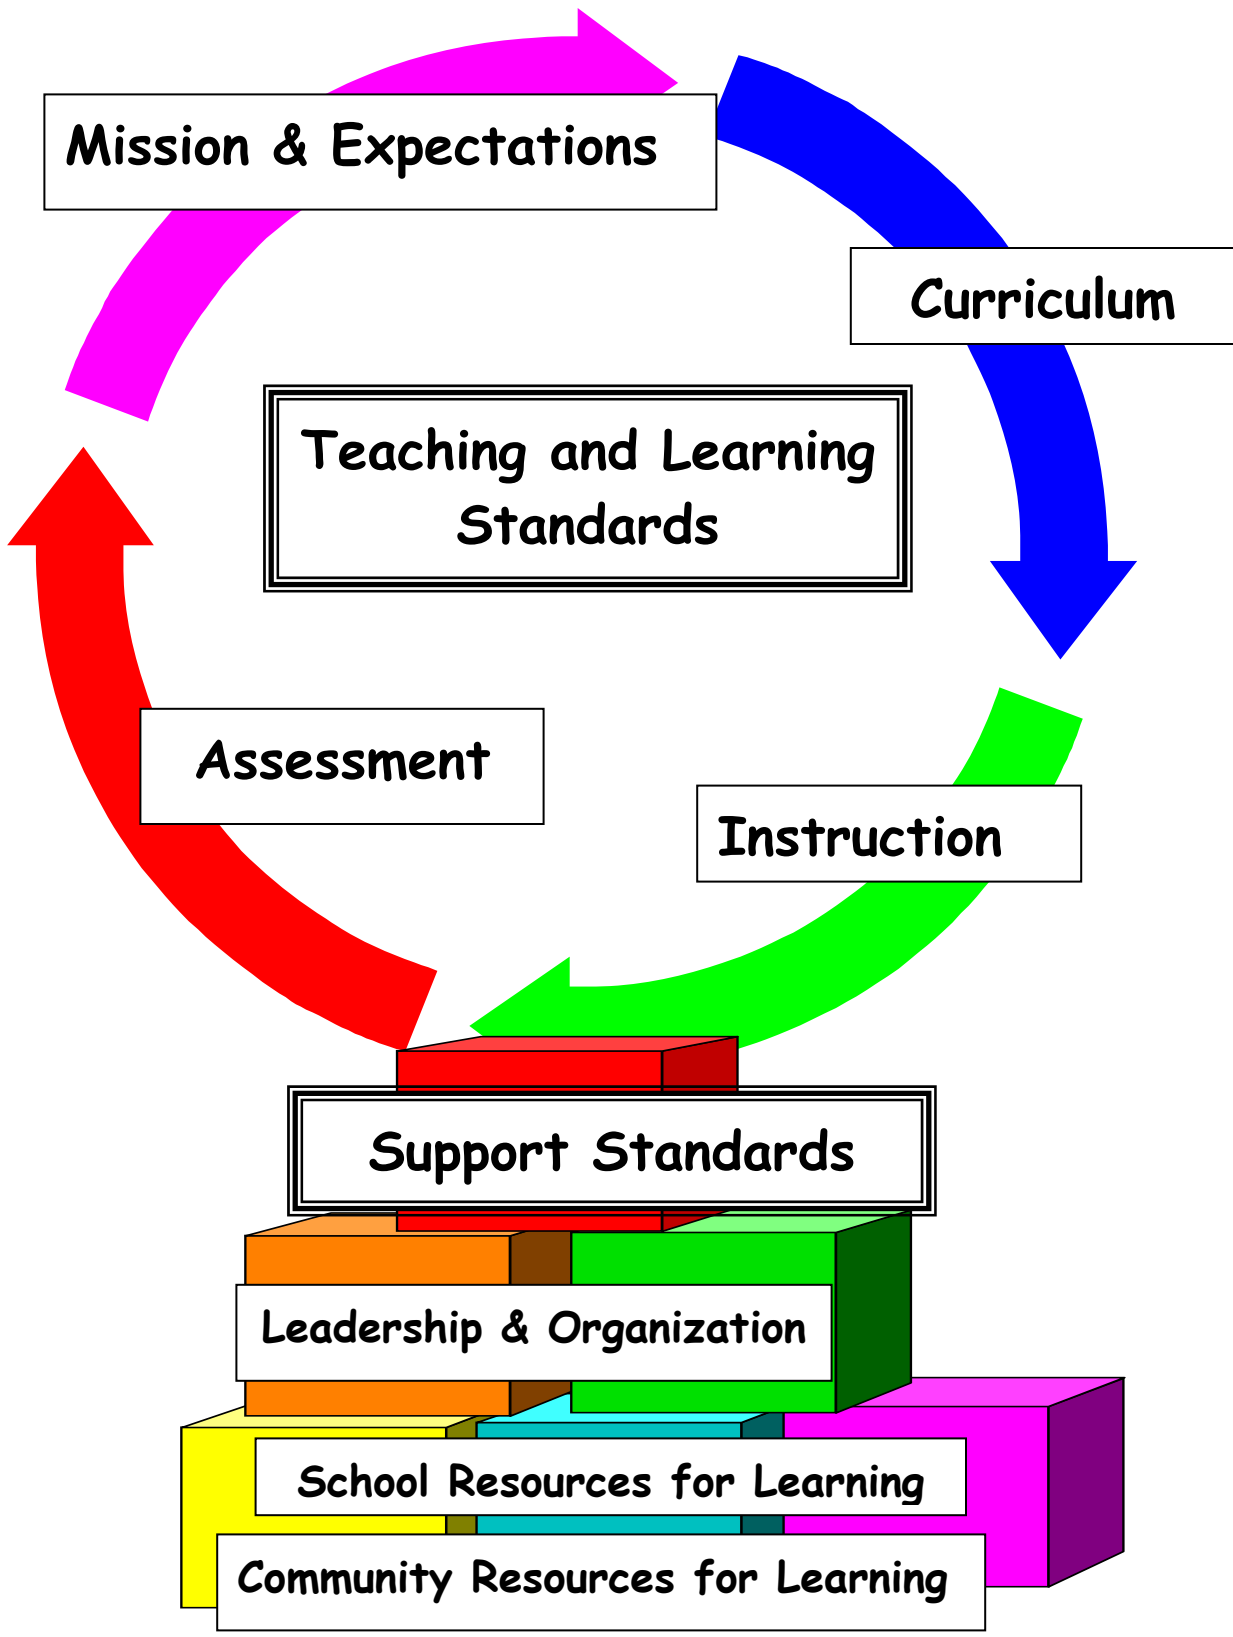 Mission & Expectations
Curriculum
Teaching and Learning
Standards
Assessment
Instruction
Support Standards
Leadership & Organization
School Resources for Learning
Community Resources for Learning